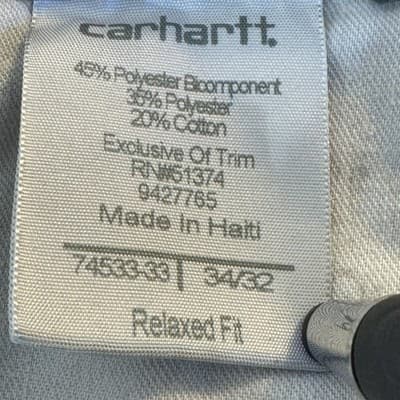 carhartt.
45% Polyester Bicomponent
35% Polyester
20% Cotton
Exclusive Of Trim
RN#51374
9427765
Made In Haiti
74533-33 | 34/32
Relaxed Fit